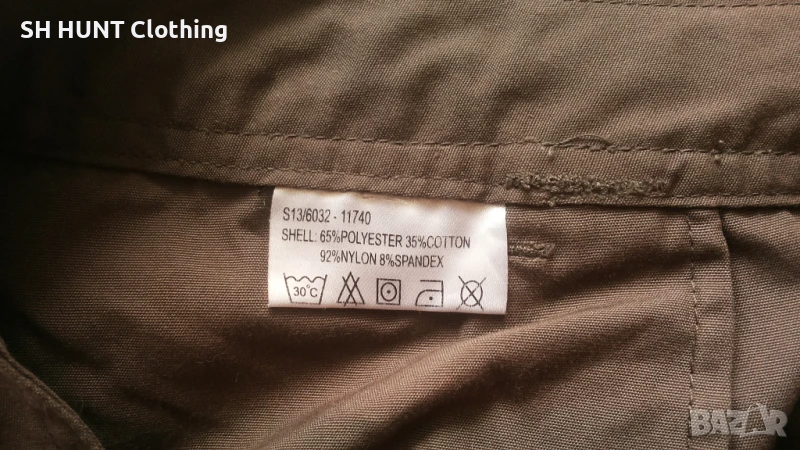 SH HUNT Clothing
S13/6032 - 11740
SHELL: 65%POLYESTER 35%COTTON
92%NYLON 8%SPANDEX
30°C
BAZAR